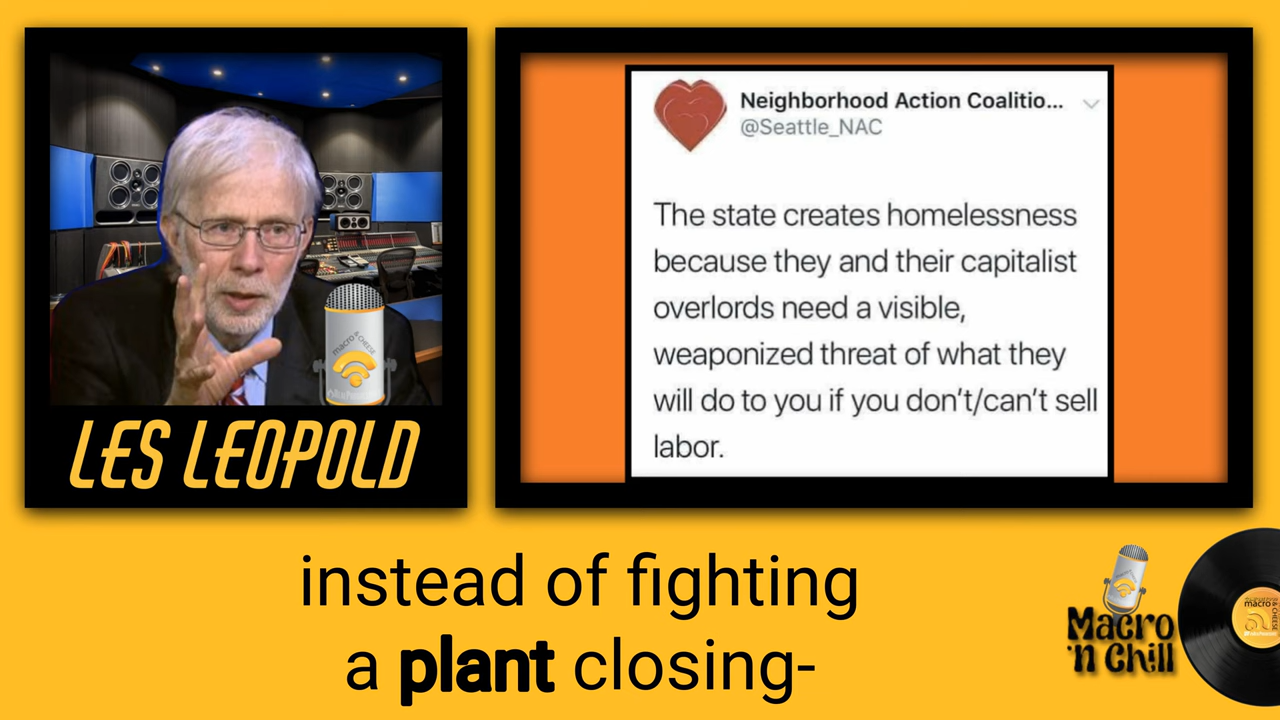 LES LEOPOLD
Neighborhood Action Coalitio...
@Seattle_NAC
The state creates homelessness
because they and their capitalist
overlords need a visible,
weaponized threat of what they
will do to you if you don't/can't sell
labor.
instead of fighting
a plant closing-
Macro
'n Chill
macro